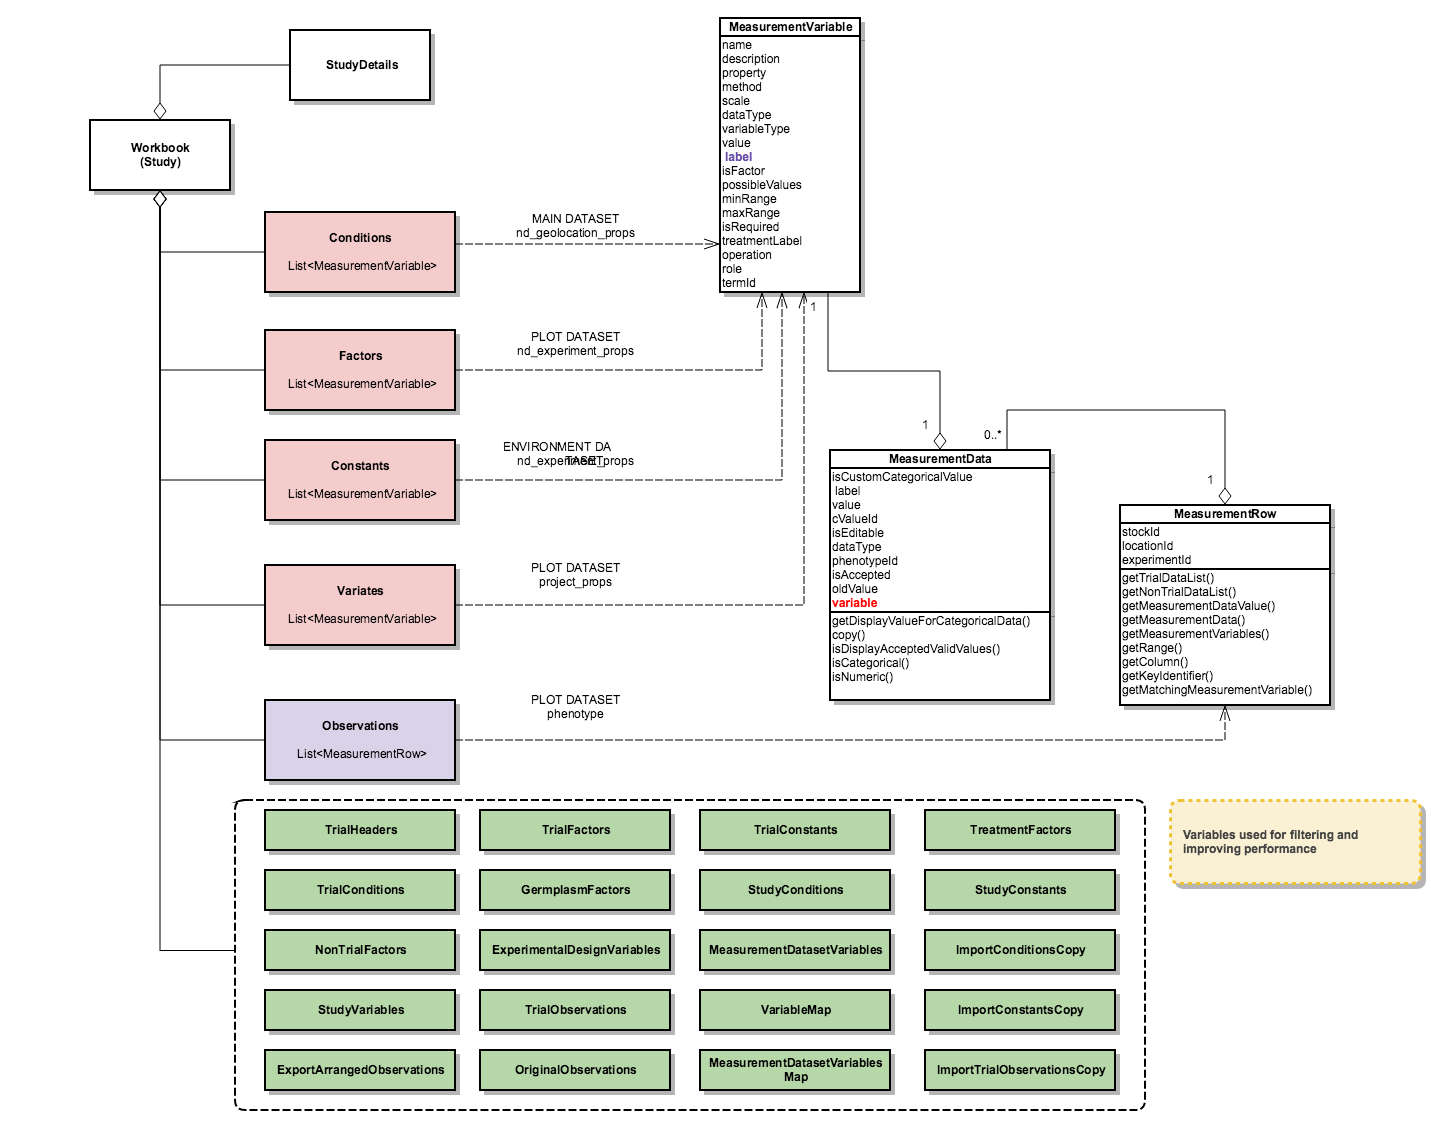 StudyDetails
Workbook
(Study)
MeasurementVariable
name
description
property
method
scale
dataType
variableType
value
label
isFactor
possibleValues
minRange
maxRange
isRequired
treatmentLabel
operation
role
termId
Conditions
List<MeasurementVariable>
MAIN DATASET
nd_geolocation_props
Factors
List<MeasurementVariable>
PLOT DATASET
nd_experiment_props
1
Constants
List<MeasurementVariable>
ENVIRONMENT DA
TASET
nd_experiment_props
Variates
List<MeasurementVariable>
PLOT DATASET
project_props
Observations
List<MeasurementRow>
PLOT DATASET
phenotype
1
0..*
MeasurementData
isCustomCategoricalValue
label
value
cValueId
isEditable
dataType
phenotypeId
isAccepted
oldValue
variable
getDisplayValueForCategoricalData()
copy()
isDisplayAcceptedValidValues()
isCategorical()
isNumeric()
1
MeasurementRow
stockId
locationId
experimentId
getTrialDataList()
getNonTrialDataList()
getMeasurementDataValue()
getMeasurementData()
getMeasurementVariables()
getRange()
getColumn()
getKeyIdentifier()
getMatchingMeasurementVariable()
TrialHeaders
TrialFactors
TrialConstants
TreatmentFactors
TrialConditions
GermplasmFactors
StudyConditions
StudyConstants
NonTrialFactors
ExperimentalDesignVariables
MeasurementDatasetVariables
ImportConditionsCopy
StudyVariables
TrialObservations
VariableMap
ImportConstantsCopy
ExportArrangedObservations
OriginalObservations
MeasurementDatasetVariables
Map
ImportTrialObservationsCopy
Variables used for filtering and
improving performance